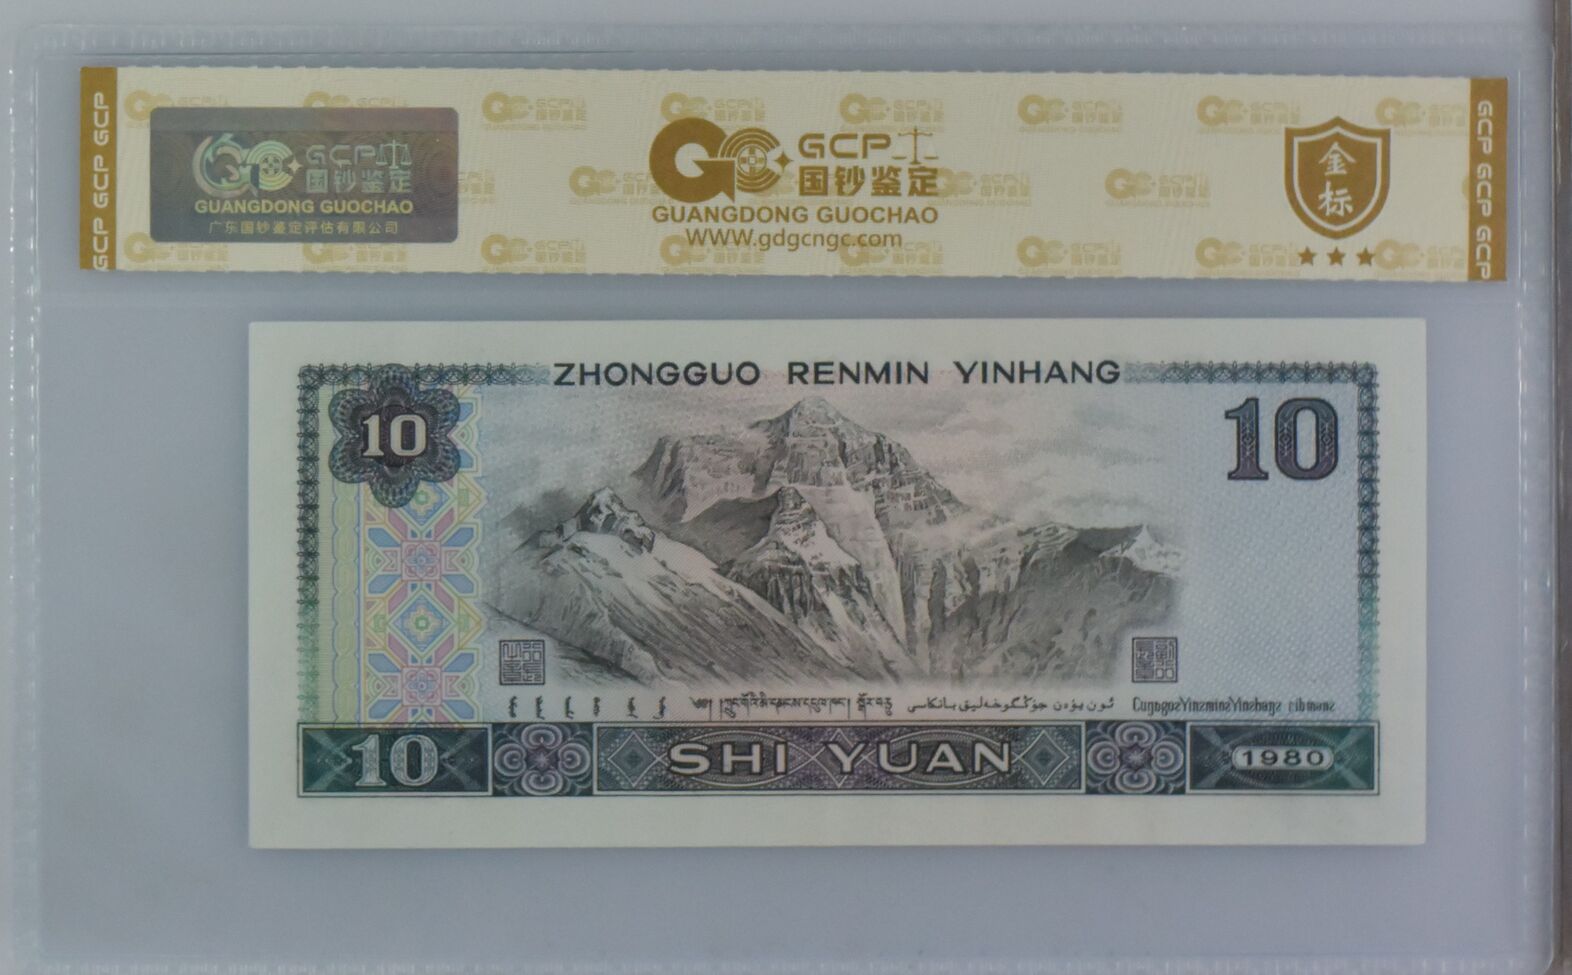 GCP GCP GCP
GCP 国钞鉴定
GUANGDONG GUOCHAO
广东国钞鉴定评估有限公司
GCP
国钞鉴定
GUANGDONG GUOCHAO
WWW.gdgcngc.com
金标
GCP GCP GCP
ZHONGGUO RENMIN YINHANG
10
10
10
SHI YUAN
1980